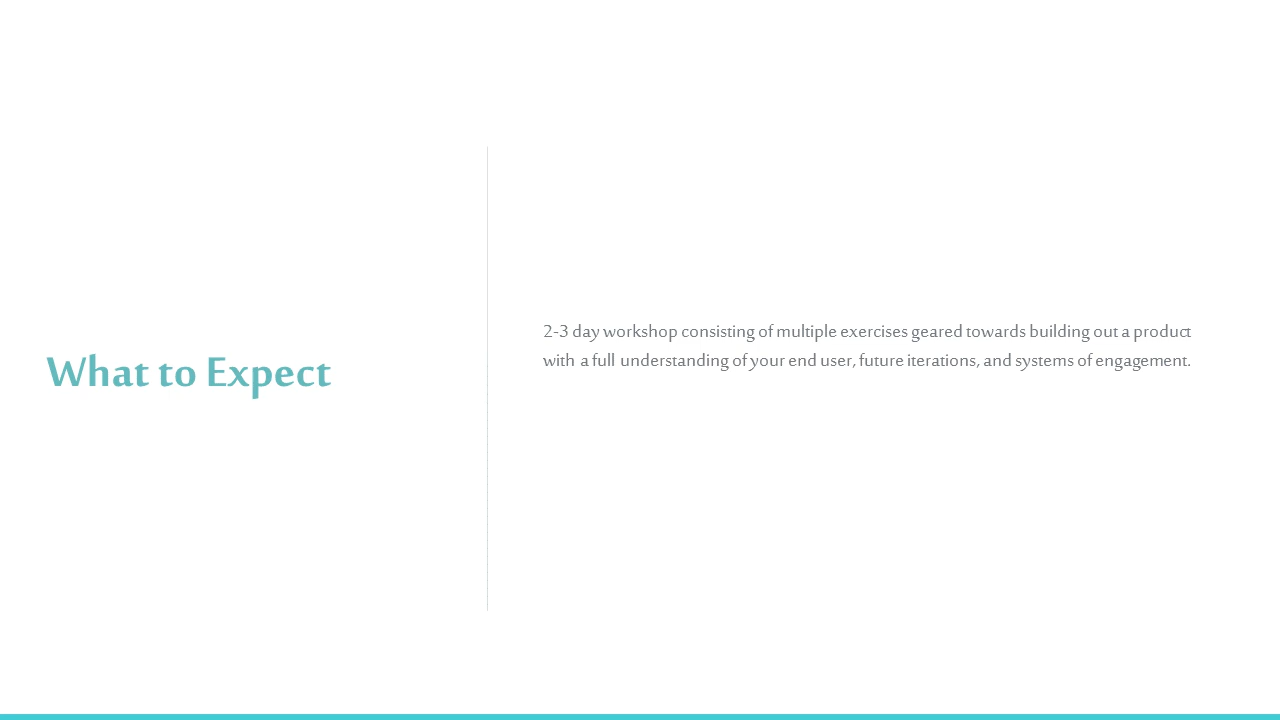 What to Expect
2-3 day workshop consisting of multiple exercises geared towards building out a product
with a full understanding of your end user, future iterations, and systems of engagement.